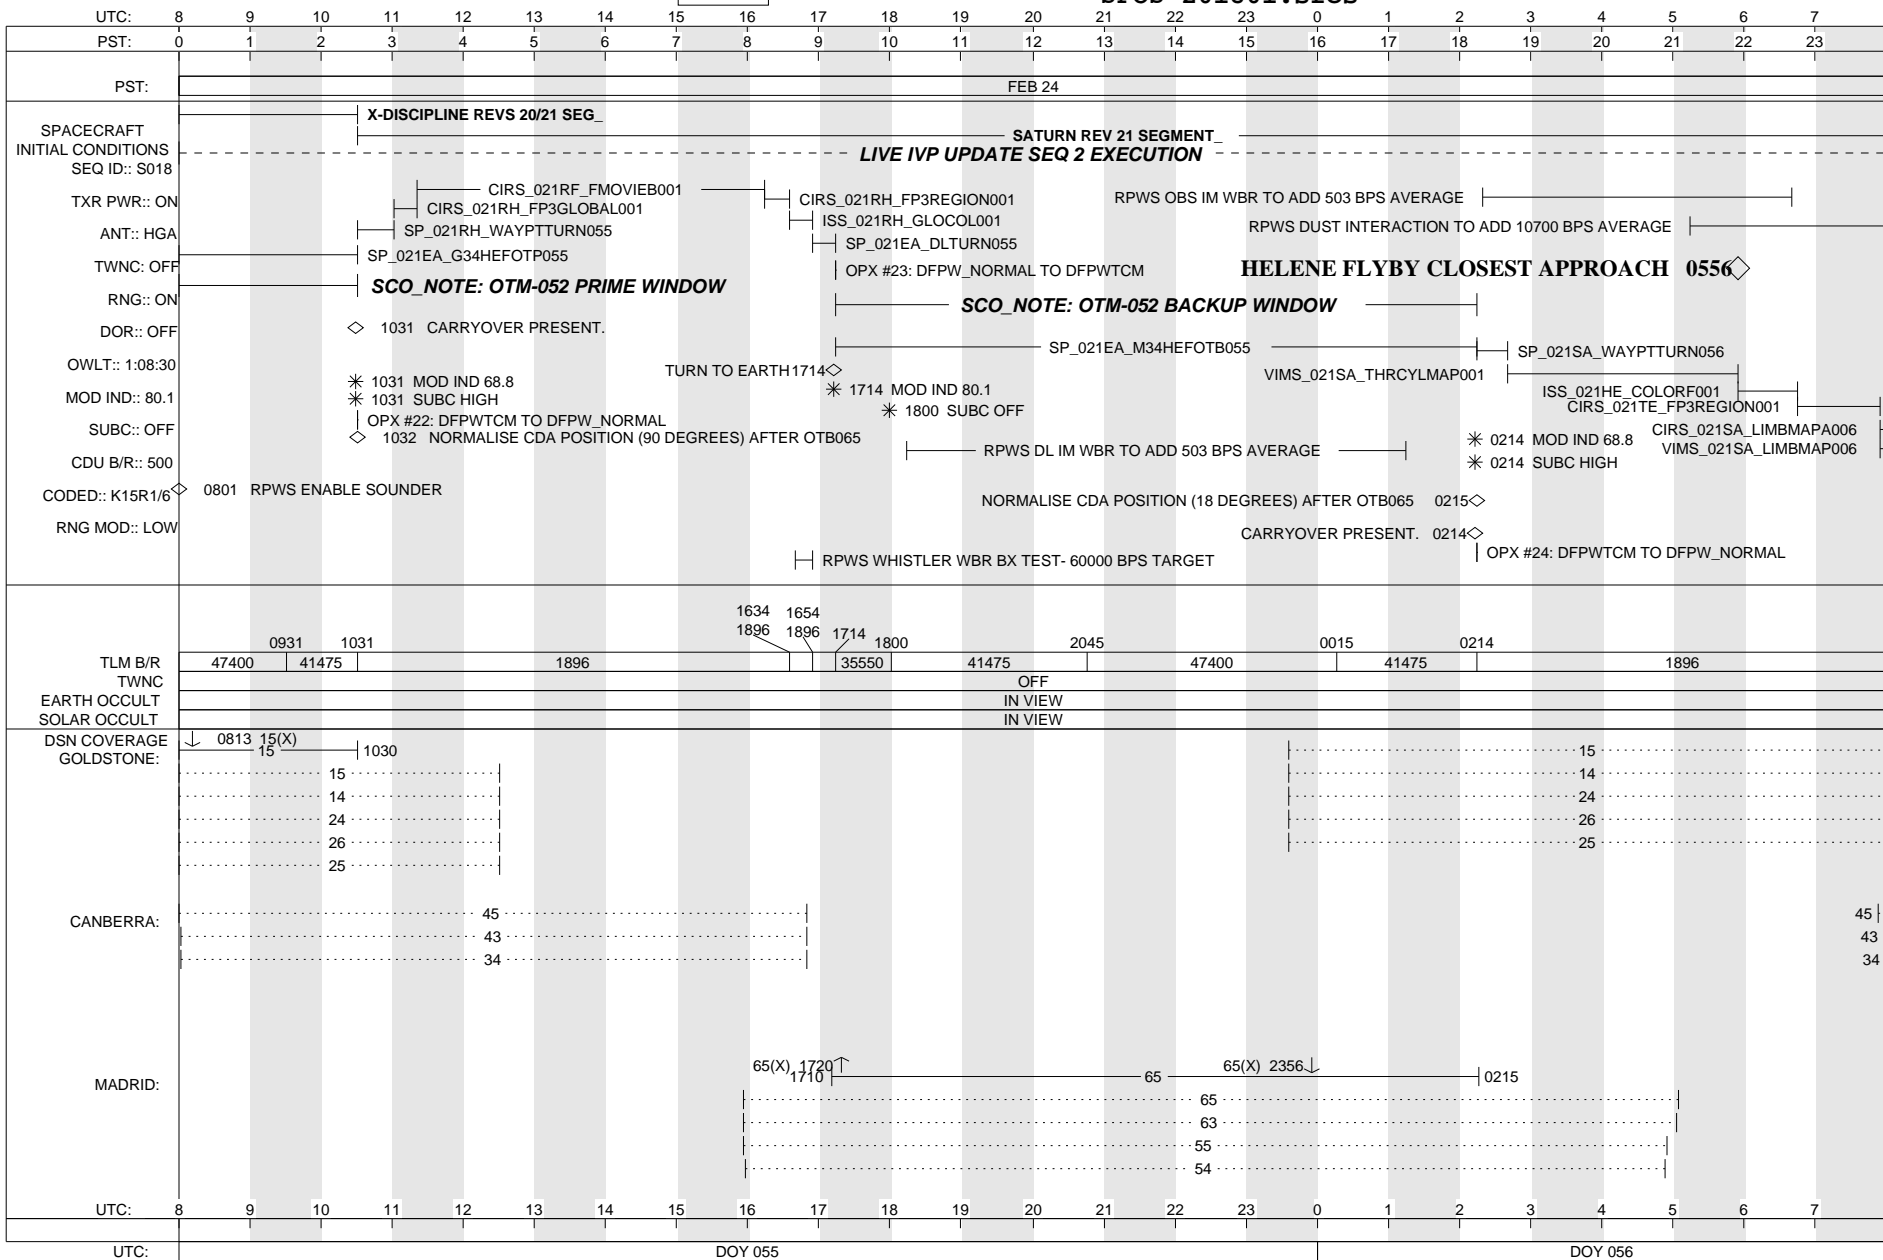 UTC: 8 9 10 11 12 13 14 15 16 17 18 19 20 21 22 23 0 1 2 3 4 5 6 7
PST: 0 1 2 3 4 5 6 7 8 9 10 11 12 13 14 15 16 17 18 19 20 21 22 23
PST: FEB 24
X-DISCIPLINE REVS 20/21 SEG_
SPACECRAFT
INITIAL CONDITIONS
SATURN REV 21 SEGMENT_
LIVE IVP UPDATE SEQ 2 EXECUTION
SEQ ID:: S018
CIRS_021RF_FMOVIEB001
CIRS_021RH_FP3REGION001
RPWS OBS IM WBR TO ADD 503 BPS AVERAGE
TXR PWR:: ON
CIRS_021RH_FP3GLOBAL001
ISS_021RH_GLOCOL001
ANT:: HGA
SP_021RH_WAYPTTURN055
RPWS DUST INTERACTION TO ADD 10700 BPS AVERAGE
SP_021EA_DLTURN055
SP_021EA_G34HEFOTP055
TWNC: OFF
OPX #23: DFPW_NORMAL TO DFPWTCM
HELENE FLYBY CLOSEST APPROACH 0556
SCO_NOTE: OTM-052 PRIME WINDOW
RNG:: ON
SCO_NOTE: OTM-052 BACKUP WINDOW
DOR:: OFF
1031 CARRYOVER PRESENT.
SP_021EA_M34HEFOTB055
SP_021SA_WAYPTTURN056
OWLT:: 1:08:30
TURN TO EARTH1714
VIMS_021SA_THRCYLMAP001
1031 MOD IND 68.8
1714 MOD IND 80.1
ISS_021HE_COLORF001
MOD IND:: 80.1
1031 SUBC HIGH
1800 SUBC OFF
CIRS_021TE_FP3REGION001
OPX #22: DFPWTCM TO DFPW_NORMAL
SUBC:: OFF
1032 NORMALISE CDA POSITION (90 DEGREES) AFTER OTB065
CIRS_021SA_LIMBMAPA006
0214 MOD IND 68.8
RPWS DL IM WBR TO ADD 503 BPS AVERAGE
VIMS_021SA_LIMBMAP006
CDU B/R:: 500
0214 SUBC HIGH
CODED:: K15R1/6
0801 RPWS ENABLE SOUNDER
NORMALISE CDA POSITION (18 DEGREES) AFTER OTB065 0215
RNG MOD:: LOW
CARRYOVER PRESENT. 0214
OPX #24: DFPWTCM TO DFPW_NORMAL
RPWS WHISTLER WBR BX TEST- 60000 BPS TARGET
1634 1654
1896 1896 1714
0931 1031 1800 2045 0015 0214
TLM B/R 47400 41475 1896 35550 41475 47400 41475 1896
TWNC OFF
EARTH OCCULT IN VIEW
SOLAR OCCULT IN VIEW
DSN COVERAGE 0813 15(X)
GOLDSTONE: 15 1030 15
15 14
14 24
24 26
26 25
25
CANBERRA: 45 45
43 43
34 34
65(X) 1720 65(X) 2356
MADRID: 1710 65 0215
65
63
55
54
UTC: 8 9 10 11 12 13 14 15 16 17 18 19 20 21 22 23 0 1 2 3 4 5 6 7
UTC: DOY 055 DOY 056